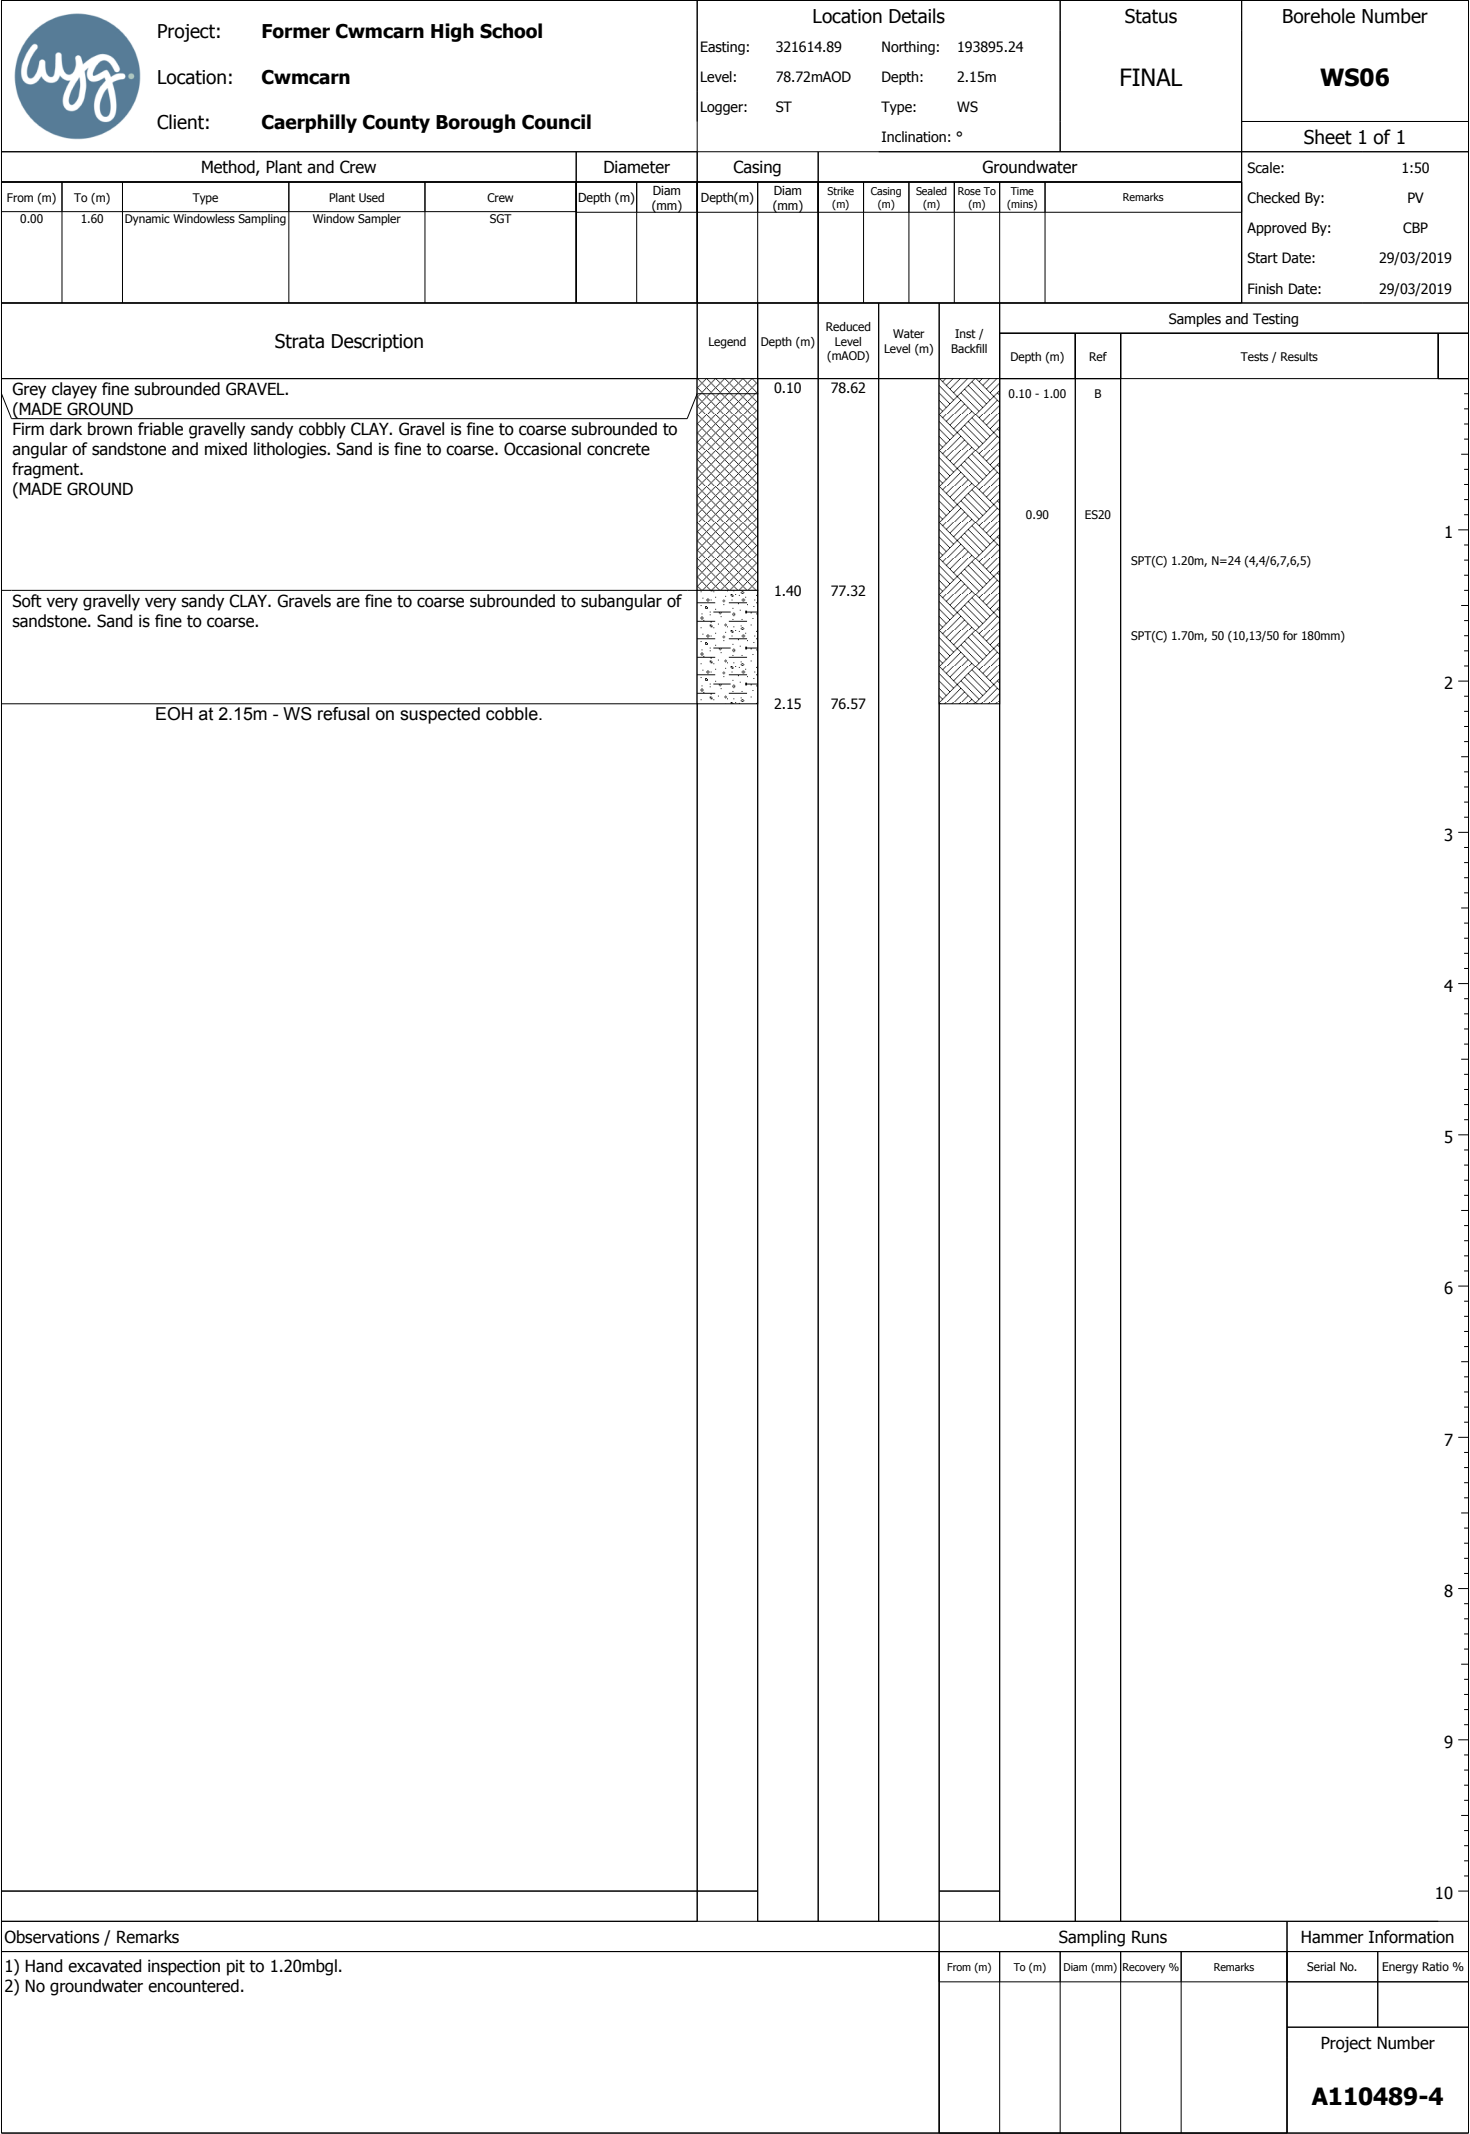 wyg.
Project: Former Cwmcarn High School
Location: Cwmcarn
Client: Caerphilly County Borough Council
Location Details
Easting: 321614.89 Northing: 193895.24
Level: 78.72mAOD Depth: 2.15m
Logger: ST Type: WS
Inclination: °
Status
FINAL
Borehole Number
WS06
Sheet 1 of 1
Method, Plant and Crew Diameter Casing Groundwater
From (m) To (m) Type Plant Used Crew Depth (m) Diam (mm) Depth(m) Diam (mm) Strike (m) Casing (m) Sealed (m) Rose To (m) Time (mins) Remarks
0.00 1.60 Dynamic Windowless Sampling Window Sampler SGT
Scale: 1:50
Checked By: PV
Approved By: CBP
Start Date: 29/03/2019
Finish Date: 29/03/2019
Strata Description Legend Depth (m) Reduced Level (mAOD) Water Level (m) Inst / Backfill
Samples and Testing
Depth (m) Ref Tests / Results
Grey clayey fine subrounded GRAVEL.
(MADE GROUND
0.10 78.62
0.10 - 1.00 B
Firm dark brown friable gravelly sandy cobbly CLAY. Gravel is fine to coarse subrounded to
angular of sandstone and mixed lithologies. Sand is fine to coarse. Occasional concrete
fragment.
(MADE GROUND
0.90 ES20
1
SPT(C) 1.20m, N=24 (4,4/6,7,6,5)
1.40 77.32
Soft very gravelly very sandy CLAY. Gravels are fine to coarse subrounded to subangular of
sandstone. Sand is fine to coarse.
SPT(C) 1.70m, 50 (10,13/50 for 180mm)
2
2.15 76.57
EOH at 2.15m - WS refusal on suspected cobble.
3
4
5
6
7
8
9
10
Observations / Remarks
1) Hand excavated inspection pit to 1.20mbgl.
2) No groundwater encountered.
Sampling Runs
From (m) To (m) Diam (mm) Recovery % Remarks
Hammer Information
Serial No. Energy Ratio %
Project Number
A110489-4